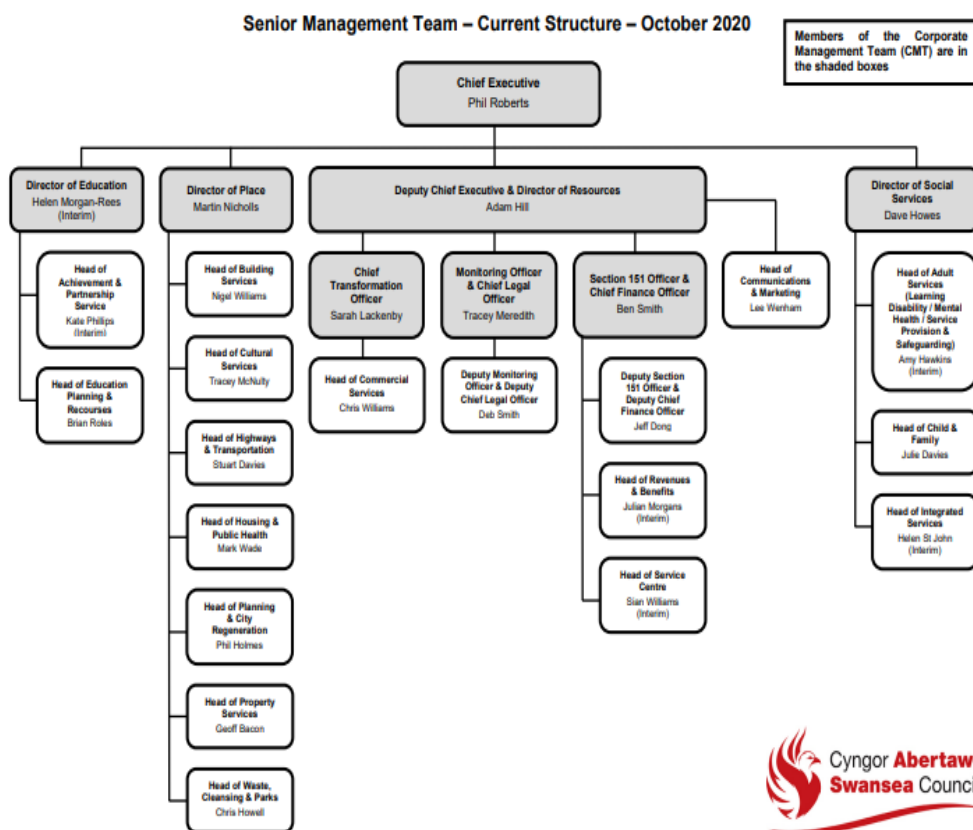 Senior Management Team – Current Structure – October 2020
Members of the Corporate
Management Team (CMT) are in
the shaded boxes
Chief Executive
Phil Roberts
Director of Education
Helen Morgan-Rees
(Interim)
Director of Place
Martin Nicholls
Deputy Chief Executive & Director of Resources
Adam Hill
Director of Social
Services
Dave Howes
Head of
Achievement &
Partnership
Service
Kate Phillips
(Interim)
Head of Education
Planning &
Recourses
Brian Roles
Head of Building
Services
Nigel Williams
Head of Cultural
Services
Tracey McNulty
Head of Highways
& Transportation
Stuart Davies
Head of Housing &
Public Health
Mark Wade
Head of Planning
& City
Regeneration
Phil Holmes
Head of Property
Services
Geoff Bacon
Head of Waste,
Cleansing & Parks
Chris Howell
Chief
Transformation
Officer
Sarah Lackenby
Head of Commercial
Services
Chris Williams
Monitoring Officer
& Chief Legal
Officer
Tracey Meredith
Deputy Monitoring
Officer & Deputy
Chief Legal Officer
Deb Smith
Section 151 Officer &
Chief Finance Officer
Ben Smith
Deputy Section
151 Officer &
Deputy Chief
Finance Officer
Jeff Dong
Head of Revenues
& Benefits
Julian Morgans
(Interim)
Head of Service
Centre
Sian Williams
(Interim)
Head of
Communications
& Marketing
Lee Wenham
Head of Adult
Services
(Learning
Disability / Mental
Health / Service
Provision &
Safeguarding)
Amy Hawkins
(Interim)
Head of Child &
Family
Julie Davies
Head of Integrated
Services
Helen St John
(Interim)
Cyngor Abertaw
Swansea Counci